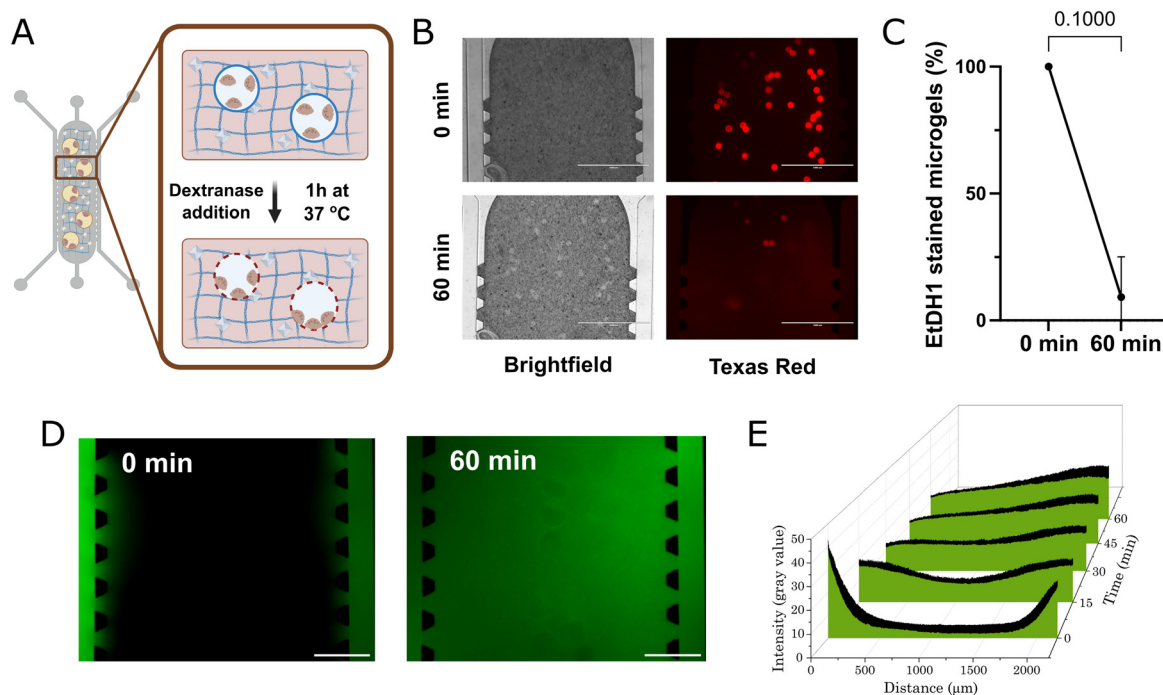 A
Dextranase
addition
1h at
37 °C
B
0 min
60 min
Brightfield
Texas Red
C
0.1000
EtDH1 stained microgels (%)
100
50
0
0 min
60 min
D
0 min
60 min
E
Intensity (gray value)
50
40
30
20
10
0
0
500
1000
1500
2000
Distance (μm)
0
15
30
45
60
Time (min)